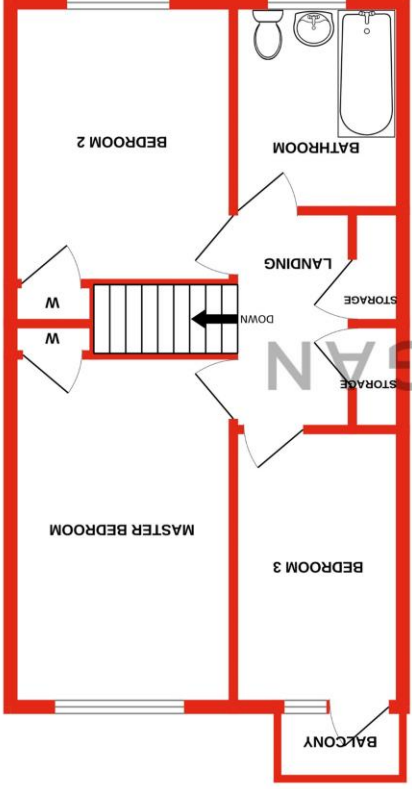 BALCONY
BEDROOM 3
MASTER BEDROOM
STORAGE
W
DOWN
STORAGE
W
LANDING
BATHROOM
BEDROOM 2